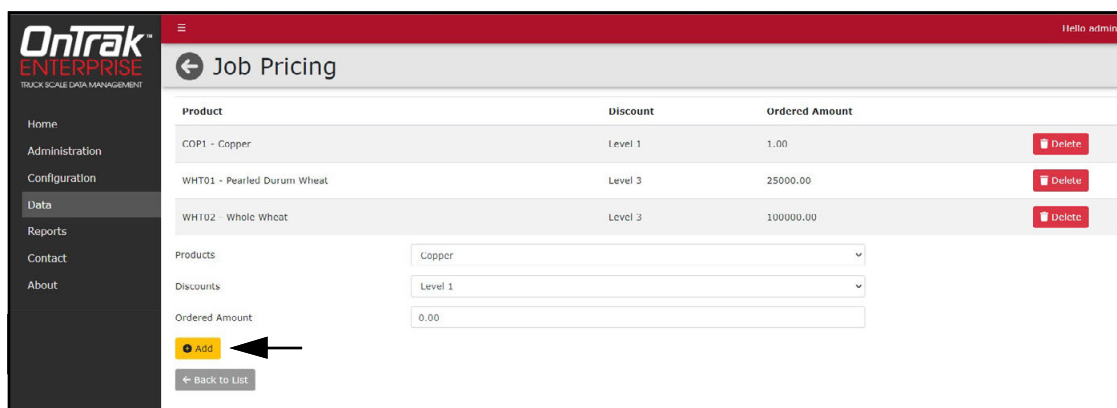 OnTrak™
ENTERPRISE
TRUCK SCALE DATA MANAGEMENT
Home
Administration
Configuration
Data
Reports
Contact
About
☰ Hello admin
Job Pricing
Product Discount Ordered Amount
COP1 - Copper Level 1 1.00 Delete
WHT01 - Pearled Durum Wheat Level 3 25000.00 Delete
WHT02 - Whole Wheat Level 3 100000.00 Delete
Products Copper
Discounts Level 1
Ordered Amount 0.00
Add
← Back to List